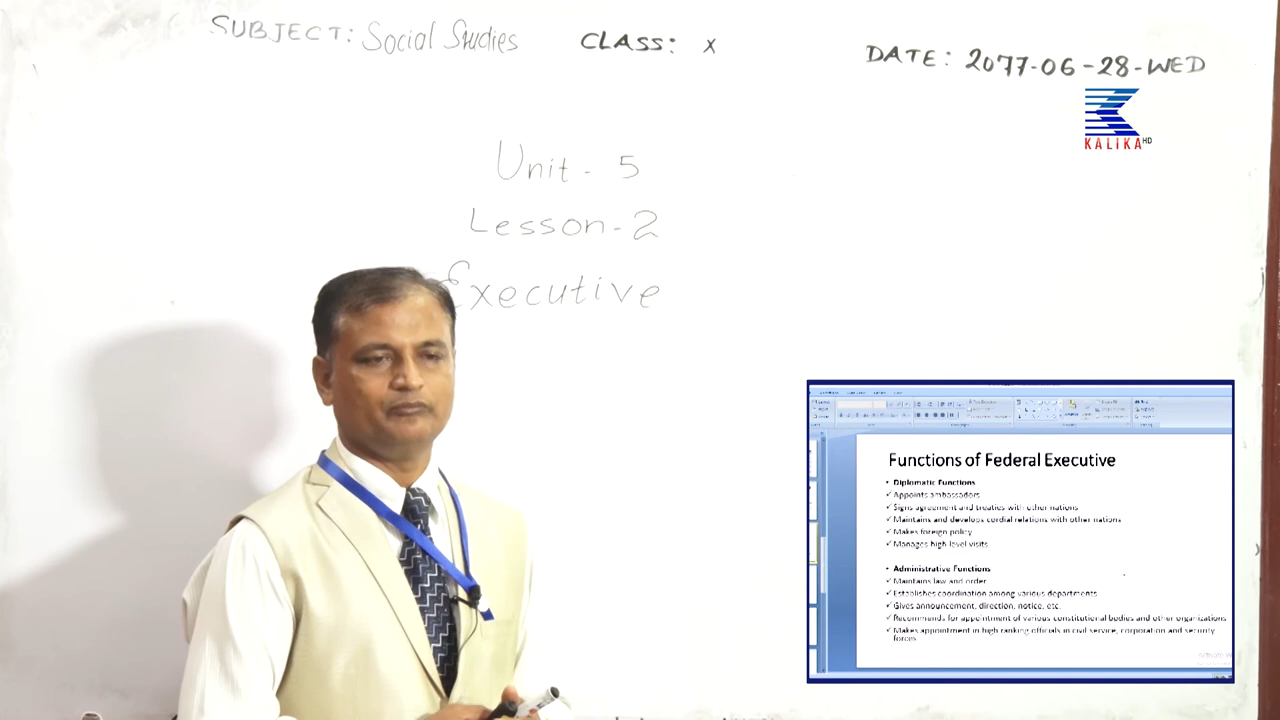 SUBJECT: Social Studies CLASS: X DATE: 2077-06-28-WED
KALIKA HD
Unit - 5
Lesson-2
Executive
Functions of Federal Executive
• Diplomatic Functions
✓ Appoints ambassadors
✓ Signs agreement and treaties with other nations
✓ Maintains and develops cordial relations with other nations
✓ Makes foreign policy
✓ Manages high level visits
• Administrative Functions
✓ Maintains law and order
✓ Establishes coordination among various departments
✓ Gives announcement, direction, notice, etc.
✓ Recommends for appointment of various constitutional bodies and other organizations
✓ Makes appointment in high ranking officials in civil service, corporation and security
forces